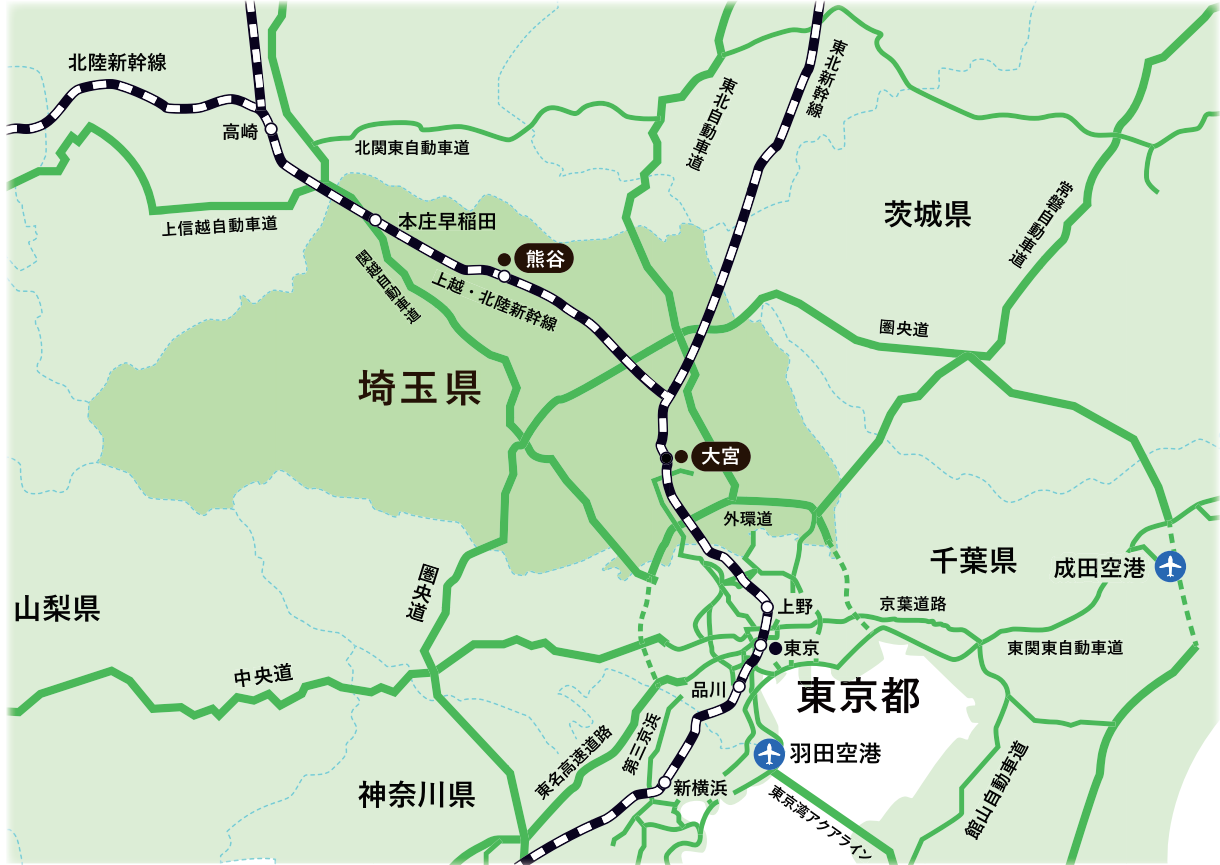 北陸新幹線
東北新幹線
東北自動車道
高崎
北関東自動車道
上信越自動車道
本庄早稲田
茨城県
常磐自動車道
熊谷
関越自動車道
上越・北陸新幹線
圏央道
埼玉県
大宮
外環道
千葉県
成田空港
圏央道
山梨県
上野
京葉道路
東京
東関東自動車道
中央道
品川
東京都
第三京浜
東名高速道路
羽田空港
館山自動車道
神奈川県
新横浜
東京湾アクアライン